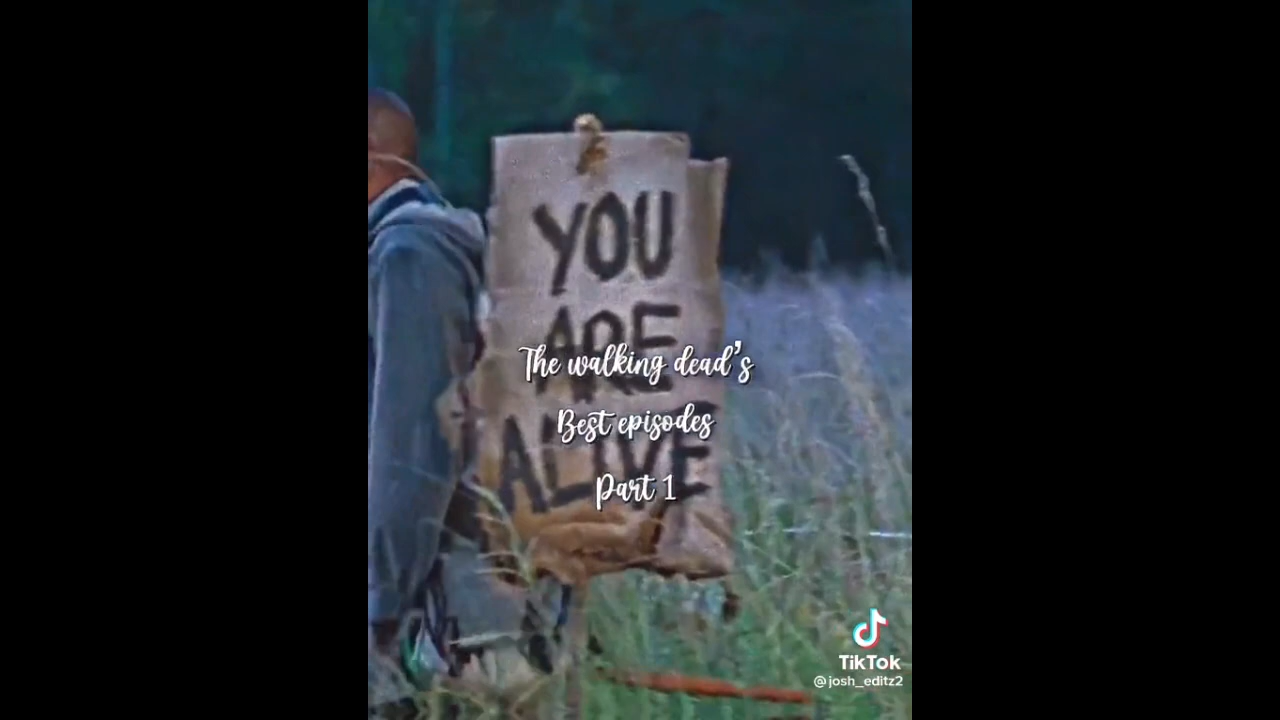 YOU
ARE
ALIVE
The walking dead's
Best episodes
Part 1
TikTok
@josh_editz2